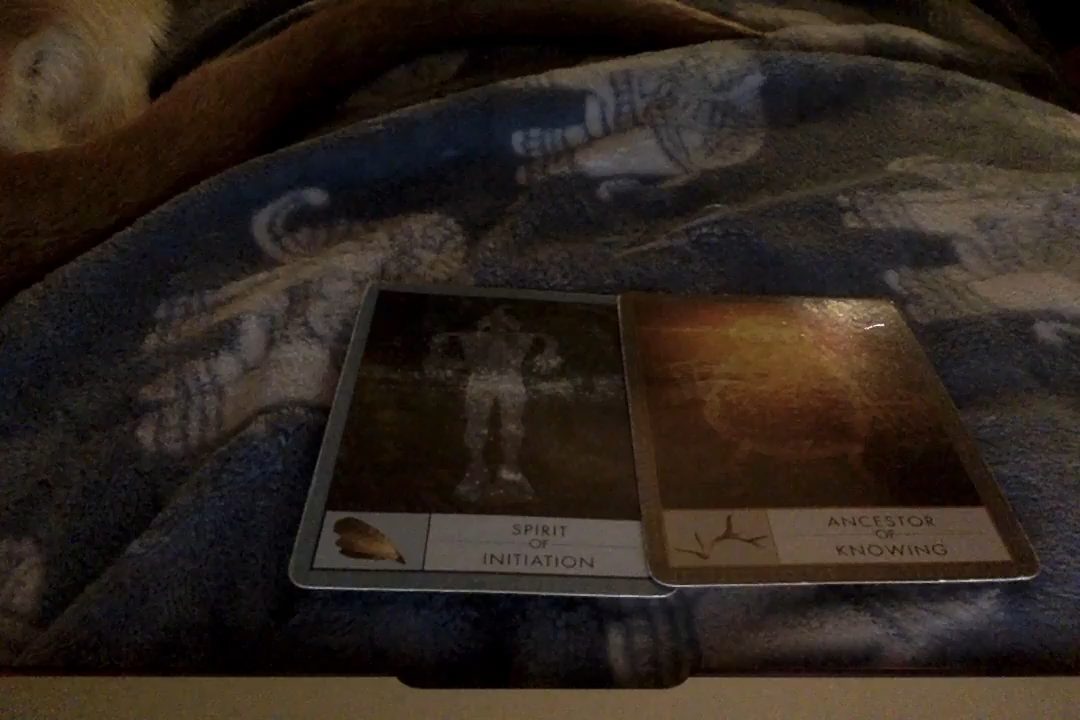 SPIRIT
OF
INITIATION
ANCESTOR
OF
KNOWING